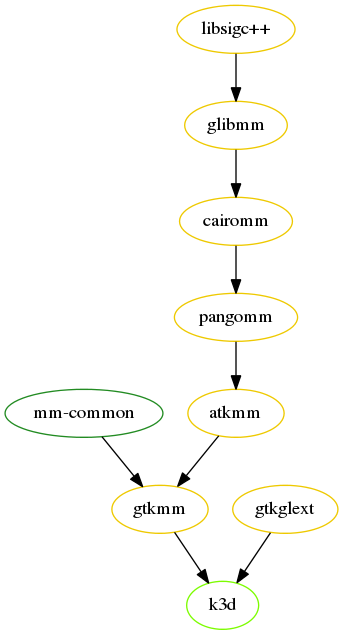 libsigc++
glibmm
cairomm
pangomm
mm-common
atkmm
gtkmm
gtkglext
k3d